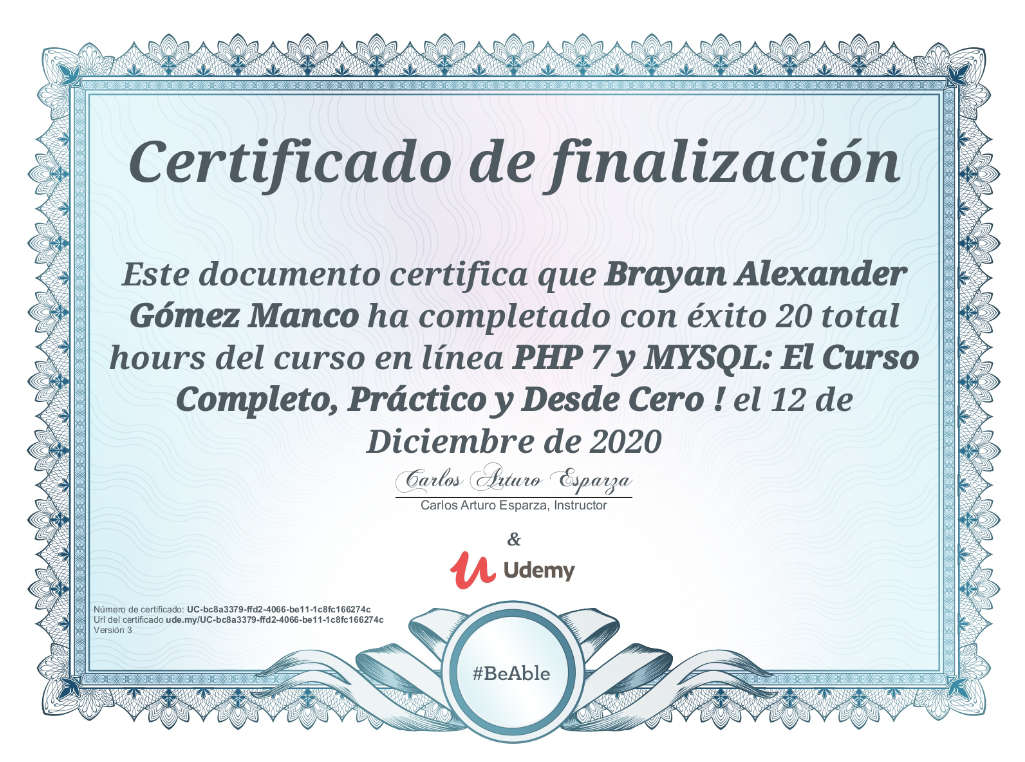 Certificado de finalización
Este documento certifica que Brayan Alexander
Gómez Manco ha completado con éxito 20 total
hours del curso en línea PHP 7 y MYSQL: El Curso
Completo, Práctico y Desde Cero ! el 12 de
Diciembre de 2020
Carlos Arturo Esparza
Carlos Arturo Esparza, Instructor
&
Udemy
Número de certificado: UC-bc8a3379-ffd2-4066-be11-1c8fc166274c
Url del certificado ude.my/UC-bc8a3379-ffd2-4066-be11-1c8fc166274c
Versión 3
#BeAble